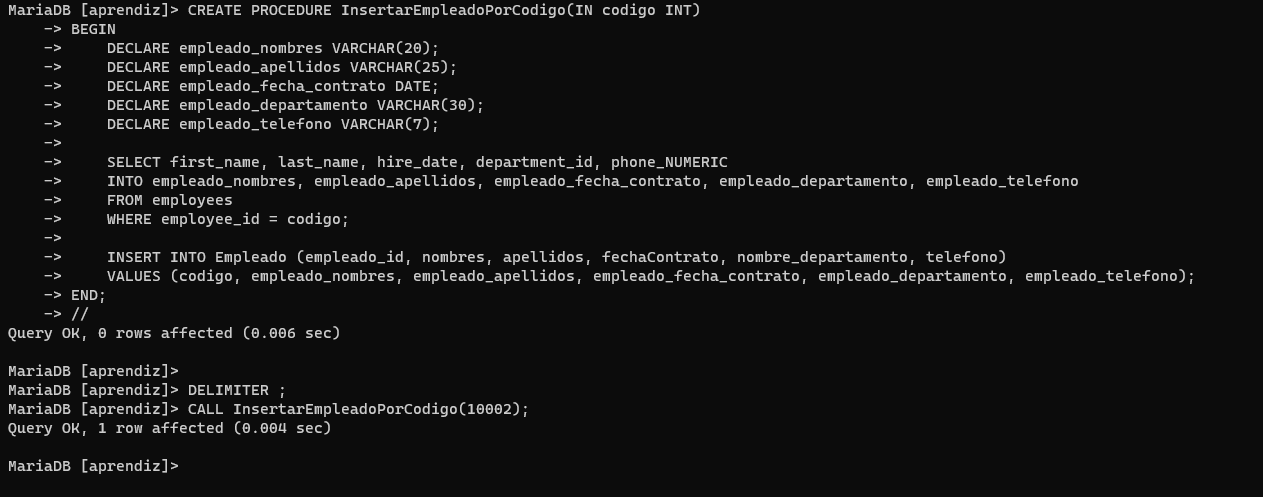 MariaDB [aprendiz]> CREATE PROCEDURE InsertarEmpleadoPorCodigo(IN codigo INT)
    -> BEGIN
    ->     DECLARE empleado_nombres VARCHAR(20);
    ->     DECLARE empleado_apellidos VARCHAR(25);
    ->     DECLARE empleado_fecha_contrato DATE;
    ->     DECLARE empleado_departamento VARCHAR(30);
    ->     DECLARE empleado_telefono VARCHAR(7);
    ->
    ->     SELECT first_name, last_name, hire_date, department_id, phone_NUMERIC
    ->     INTO empleado_nombres, empleado_apellidos, empleado_fecha_contrato, empleado_departamento, empleado_telefono
    ->     FROM employees
    ->     WHERE employee_id = codigo;
    ->
    ->     INSERT INTO Empleado (empleado_id, nombres, apellidos, fechaContrato, nombre_departamento, telefono)
    ->     VALUES (codigo, empleado_nombres, empleado_apellidos, empleado_fecha_contrato, empleado_departamento, empleado_telefono);
    -> END;
    -> //
Query OK, 0 rows affected (0.006 sec)

MariaDB [aprendiz]>
MariaDB [aprendiz]> DELIMITER ;
MariaDB [aprendiz]> CALL InsertarEmpleadoPorCodigo(10002);
Query OK, 1 row affected (0.004 sec)

MariaDB [aprendiz]>